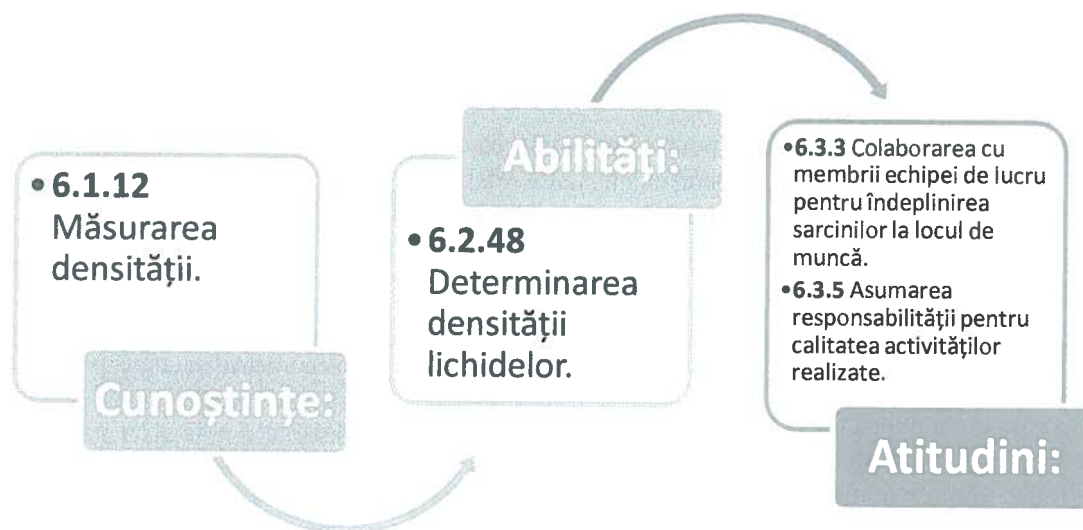 • 6.1.12
Măsurarea
densității.
Cunoștințe:
Abilități:
• 6.2.48
Determinarea
densității
lichidelor.
•6.3.3 Colaborarea cu
membrii echipei de lucru
pentru îndeplinirea
sarcinilor la locul de
muncă.
•6.3.5 Asumarea
responsabilității pentru
calitatea activităților
realizate.
Atitudini: